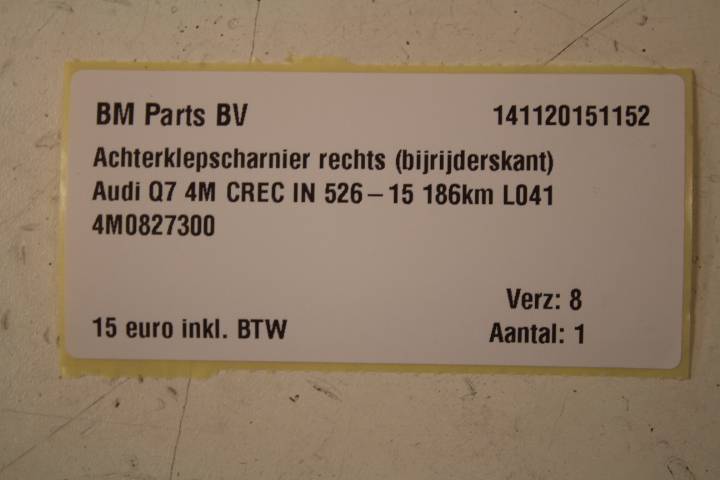 BM Parts BV 141120151152
Achterklepscharnier rechts (bijrijderskant)
Audi Q7 4M CREC IN 526 – 15 186km L041
4M0827300
Verz: 8
15 euro inkl. BTW Aantal: 1